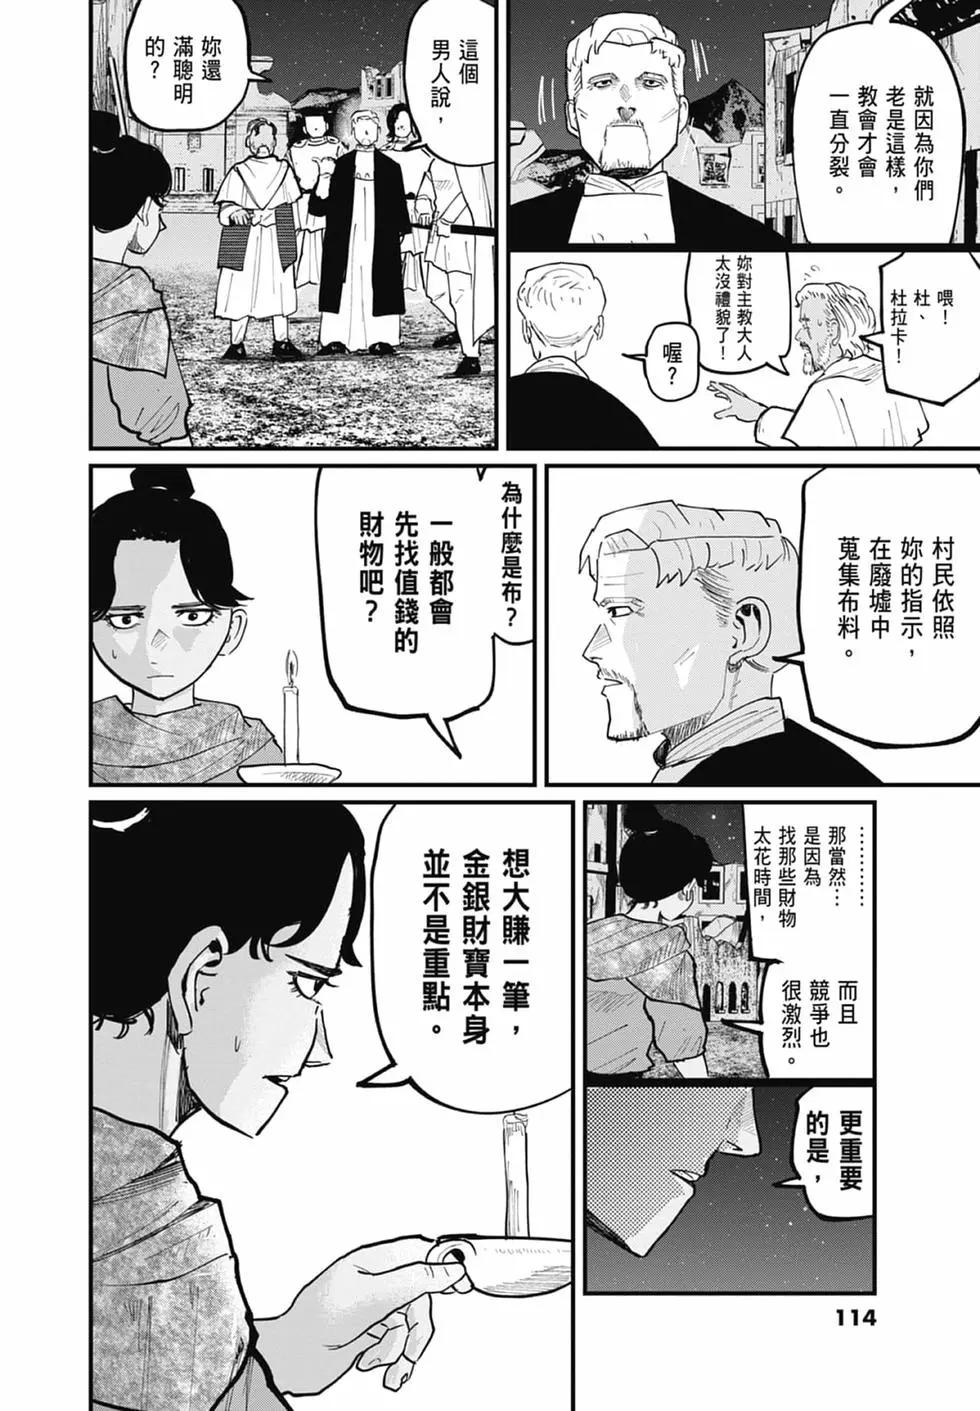 就因為你們
老是這樣，
教會才會
一直分裂。
喂！
杜、
杜拉卡！
妳對主教大人
太沒禮貌了！
喔？
這個
男人說，
妳還
滿聰明
的？
村民依照
妳的指示，
在廢墟中
蒐集布料。
為什麼是布？
一般都會
先找值錢的
財物吧？
…………
那當然…
是因為
找那些財物
太花時間，
而且
競爭也
很激烈。
更重要
的是，
想大賺一筆，
金銀財寶本身
並不是重點。
114